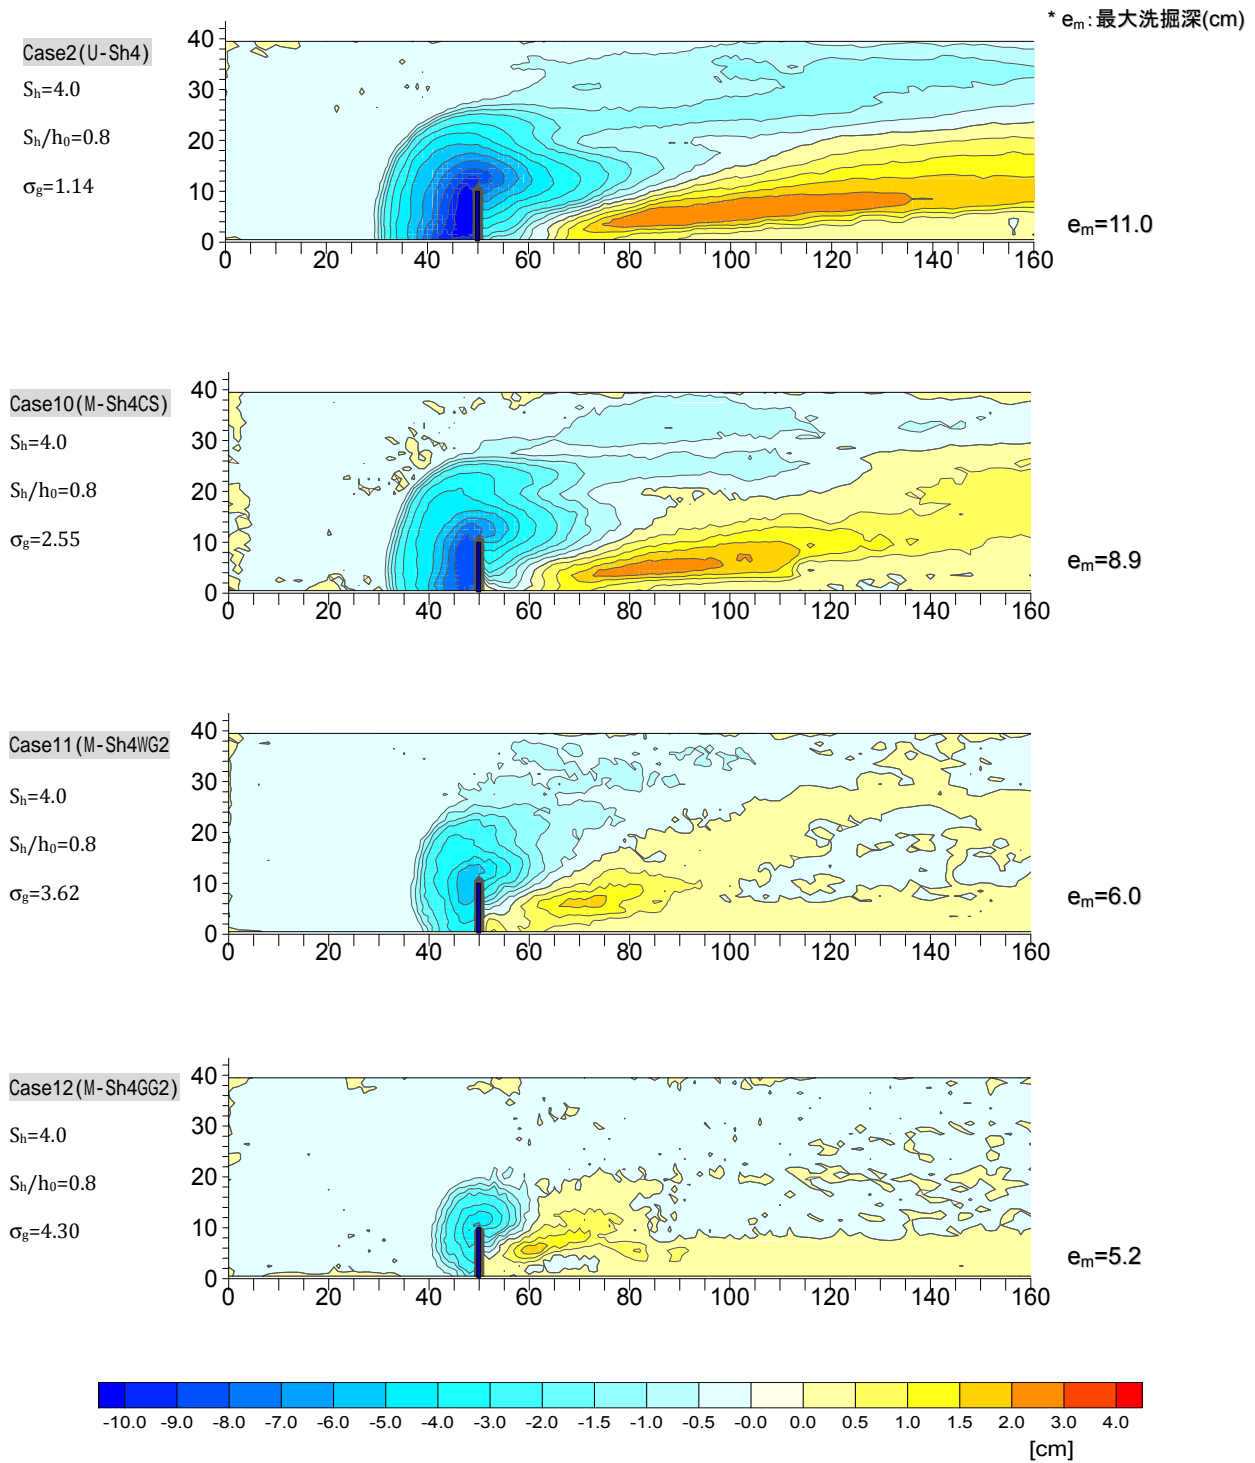 * em:最大洗掘深(cm)
Case2(U-Sh4)
Sh=4.0
Sh/h0=0.8
σg=1.14
40
30
20
10
0
0 20 40 60 80 100 120 140 160
em=11.0
Case10(M-Sh4CS)
Sh=4.0
Sh/h0=0.8
σg=2.55
40
30
20
10
0
0 20 40 60 80 100 120 140 160
em=8.9
Case11(M-Sh4WG2
Sh=4.0
Sh/h0=0.8
σg=3.62
40
30
20
10
0
0 20 40 60 80 100 120 140 160
em=6.0
Case12(M-Sh4GG2)
Sh=4.0
Sh/h0=0.8
σg=4.30
40
30
20
10
0
0 20 40 60 80 100 120 140 160
em=5.2
-10.0 -9.0 -8.0 -7.0 -6.0 -5.0 -4.0 -3.0 -2.0 -1.5 -1.0 -0.5 -0.0 0.0 0.5 1.0 1.5 2.0 3.0 4.0
[cm]